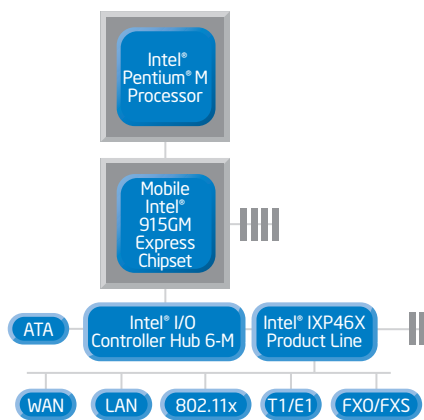 Intel®
Pentium® M
Processor
Mobile
Intel®
915GM
Express
Chipset
ATA
Intel® I/O
Controller Hub 6-M
Intel® IXP46X
Product Line
WAN
LAN
802.11x
T1/E1
FXO/FXS